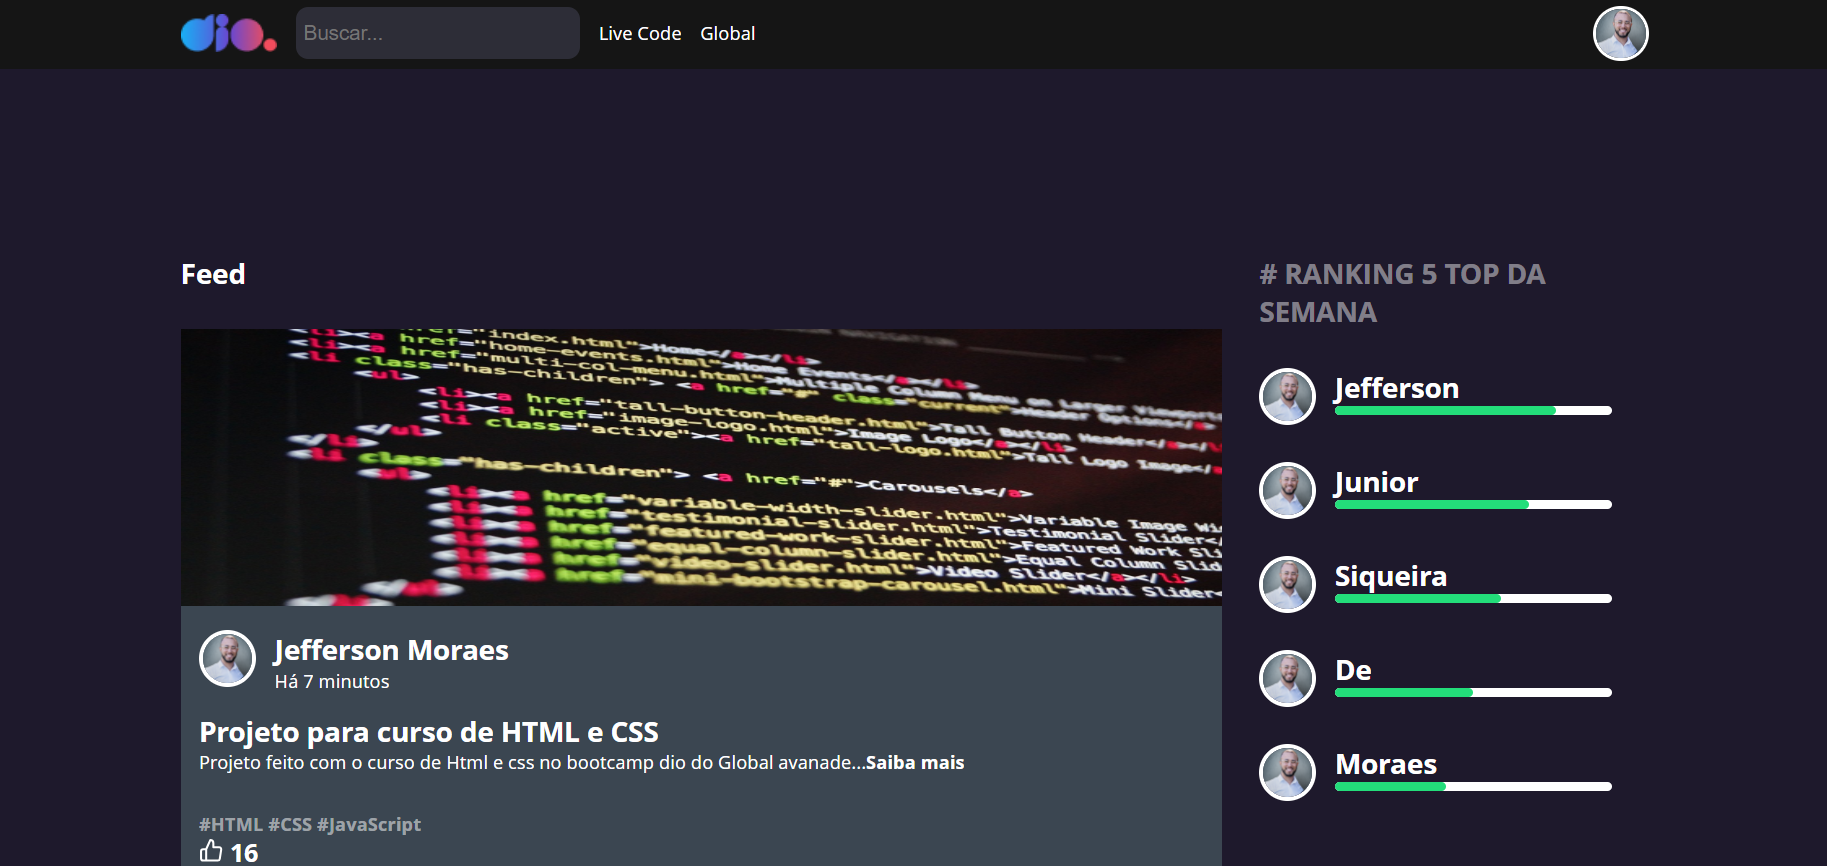 dio.
Buscar...
Live Code
Global
Feed
href="index.html">Home</a></li>
<li><a href="home-events.html">Home Events</a></li>
<li class="has-children"> <a href="#" class="current">Header Options</a>
<ul>
<li><a href="tall-button-header.html">Tall Button Header</a></li>
<li><a href="image-logo.html">Image Logo</a></li>
<li class="active"><a href="tall-logo.html">Tall Logo Image</a>
</ul>
</li>
<li class="has-children"> <a href="#">Carousels</a>
<ul>
<li><a href="variable-width-slider.html">Variable Image Wi
<li><a href="testimonial-slider.html">Testimonial Slider</
<li><a href="featured-work-slider.html">Featured Work Sli
<li><a href="equal-column-slider.html">Equal Column Slid
<li><a href="video-slider.html">Video Slider</a></li>
<li><a href="mini-bootstrap-carousel.html">Mini Slider<
Jefferson Moraes
Há 7 minutos
Projeto para curso de HTML e CSS
Projeto feito com o curso de Html e css no bootcamp dio do Global avanade...Saiba mais
#HTML #CSS #JavaScript
16
# RANKING 5 TOP DA
SEMANA
Jefferson
Junior
Siqueira
De
Moraes